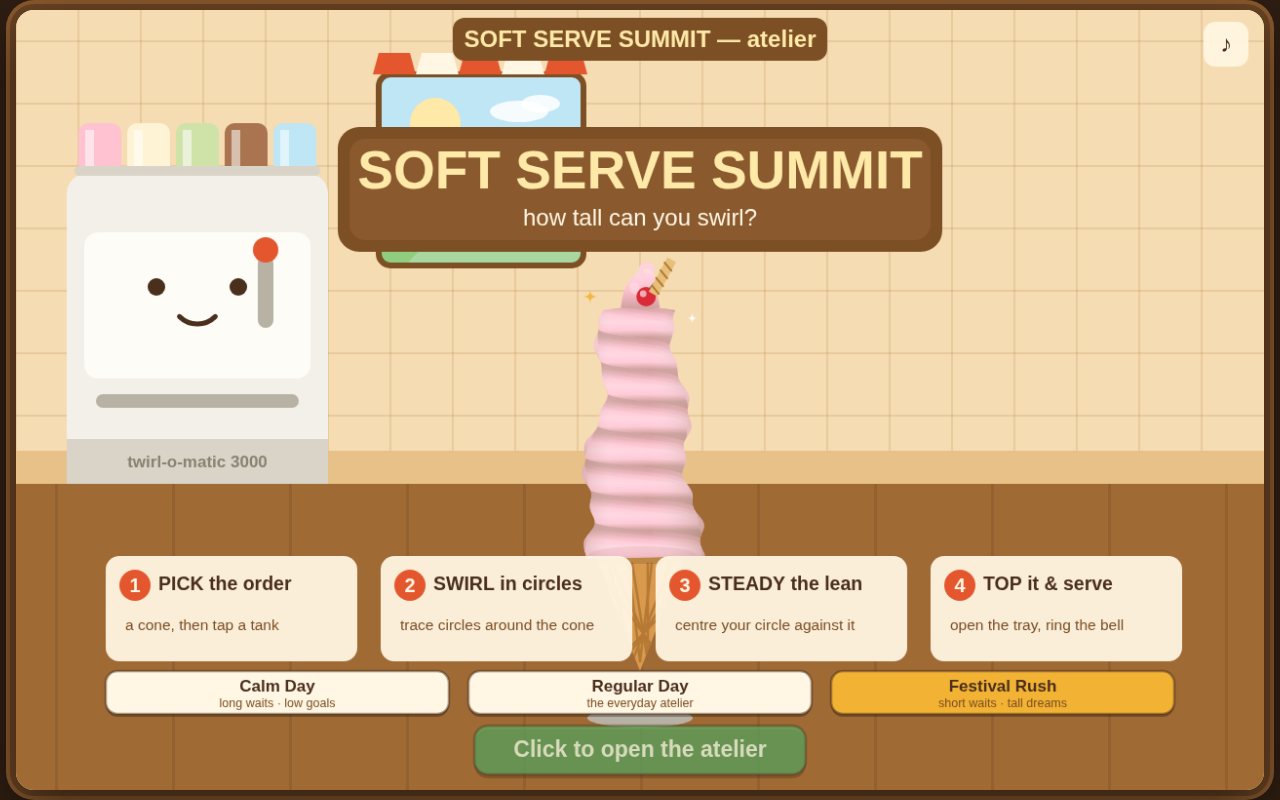 SOFT SERVE SUMMIT — atelier
♪
SOFT SERVE SUMMIT
how tall can you swirl?
twirl-o-matic 3000
1 PICK the order
a cone, then tap a tank
2 SWIRL in circles
trace circles around the cone
3 STEADY the lean
centre your circle against it
4 TOP it & serve
open the tray, ring the bell
Calm Day
long waits · low goals
Regular Day
the everyday atelier
Festival Rush
short waits · tall dreams
Click to open the atelier